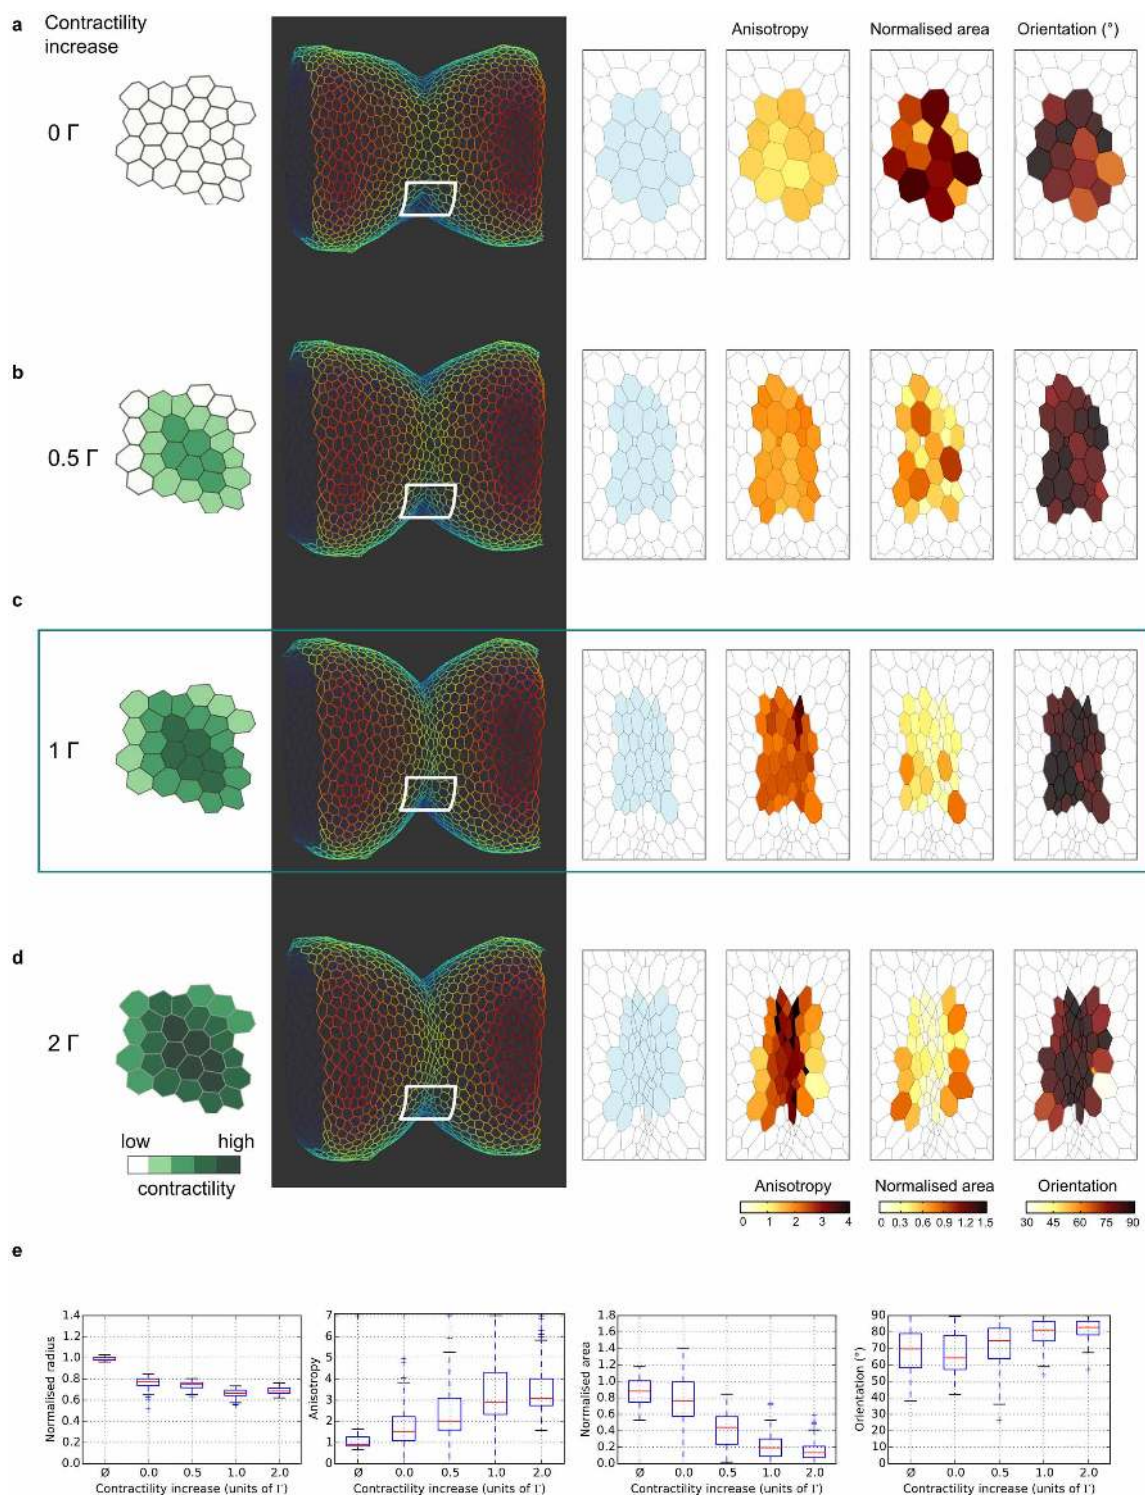 a
Contractility
increase
Anisotropy
Normalised area
Orientation (°)
0 Γ
b
0.5 Γ
c
1 Γ
d
2 Γ
low high
contractility
Anisotropy
0 1 2 3 4
Normalised area
0 0.3 0.6 0.9 1.2 1.5
Orientation
30 45 60 75 90
e
Normalised radius
1.4
1.2
1.0
0.8
0.6
0.4
0.2
0.0
Ø 0.0 0.5 1.0 2.0
Contractility increase (units of Γ)
Anisotropy
7
6
5
4
3
2
1
0
Ø 0.0 0.5 1.0 2.0
Contractility increase (units of Γ)
Normalised area
1.8
1.6
1.4
1.2
1.0
0.8
0.6
0.4
0.2
0.0
Ø 0.0 0.5 1.0 2.0
Contractility increase (units of Γ)
Orientation (°)
90
80
70
60
50
40
30
20
10
0
Ø 0.0 0.5 1.0 2.0
Contractility increase (units of Γ)